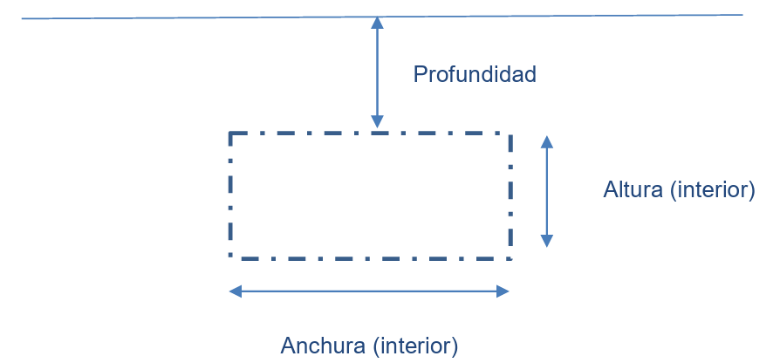 Profundidad
Altura (interior)
Anchura (interior)